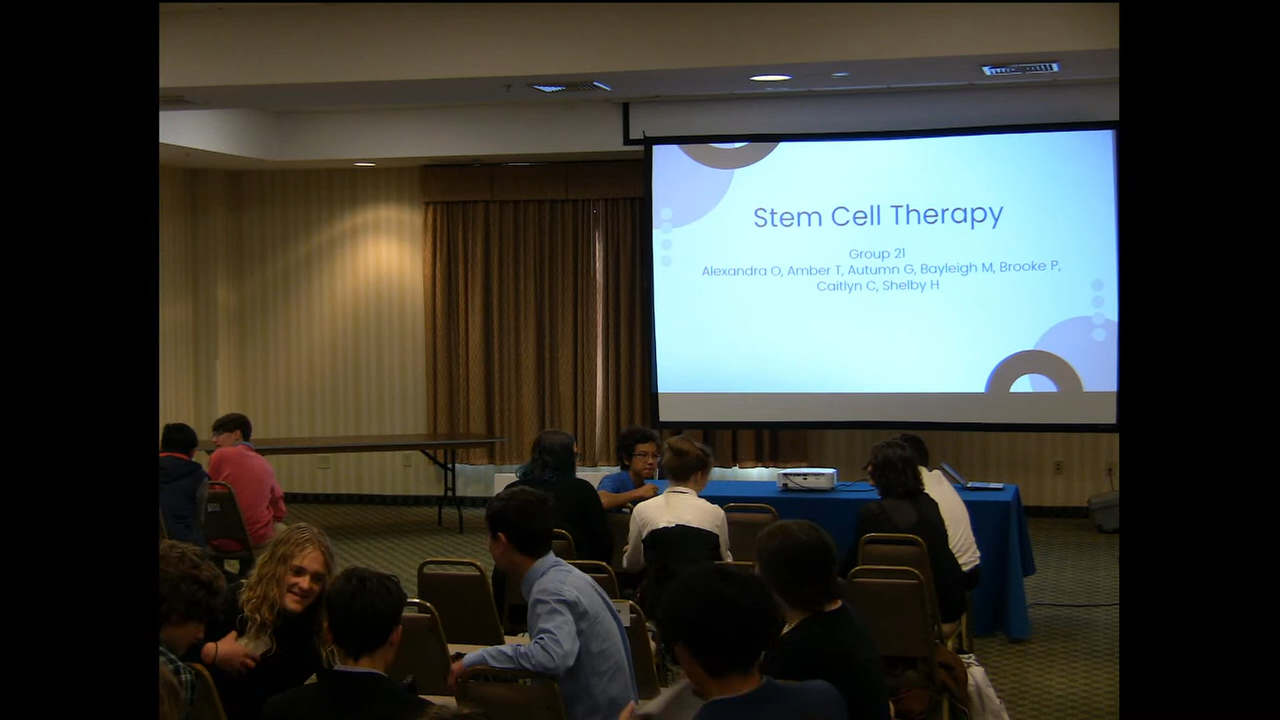 Stem Cell Therapy
Group 21
Alexandra O, Amber T, Autumn G, Bayleigh M, Brooke P,
Caitlyn C, Shelby H